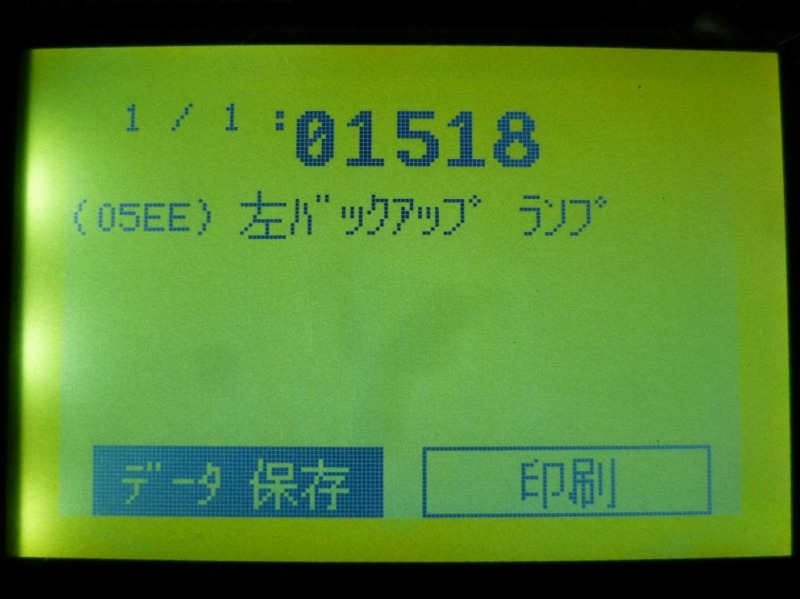 1 / 1 :01518
(05EE) 左ﾊﾞｯｸｱｯﾌﾟ ﾗﾝﾌﾟ
ﾃﾞｰﾀ 保存
印刷